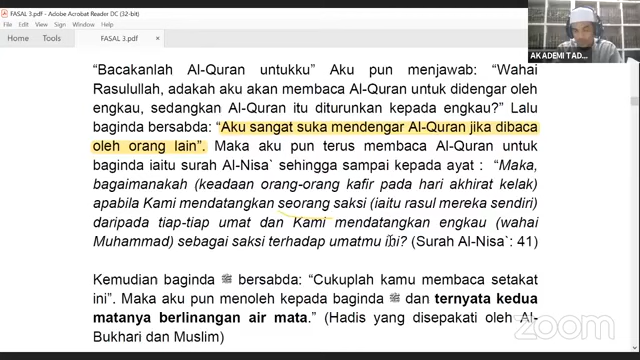 FASAL 3.pdf - Adobe Acrobat Reader DC (32-bit)
File Edit View Sign Window Help
Home Tools FASAL 3.pdf ×
AKADEMI TAD...
“Bacakanlah Al-Quran untukku” Aku pun menjawab: “Wahai
Rasulullah, adakah aku akan membaca Al-Quran untuk didengar oleh
engkau, sedangkan Al-Quran itu diturunkan kepada engkau?” Lalu
baginda bersabda: “Aku sangat suka mendengar Al-Quran jika dibaca
oleh orang lain”. Maka aku pun terus membaca Al-Quran untuk
baginda iaitu surah Al-Nisa` sehingga sampai kepada ayat : “Maka,
bagaimanakah (keadaan orang-orang kafir pada hari akhirat kelak)
apabila Kami mendatangkan seorang saksi (iaitu rasul mereka sendiri)
daripada tiap-tiap umat dan Kami mendatangkan engkau (wahai
Muhammad) sebagai saksi terhadap umatmu ini? (Surah Al-Nisa`: 41)
Kemudian baginda ﷺ bersabda: “Cukuplah kamu membaca setakat
ini”. Maka aku pun menoleh kepada baginda ﷺ dan ternyata kedua
matanya berlinangan air mata.” (Hadis yang disepakati oleh Al-
Bukhari dan Muslim)
zoom